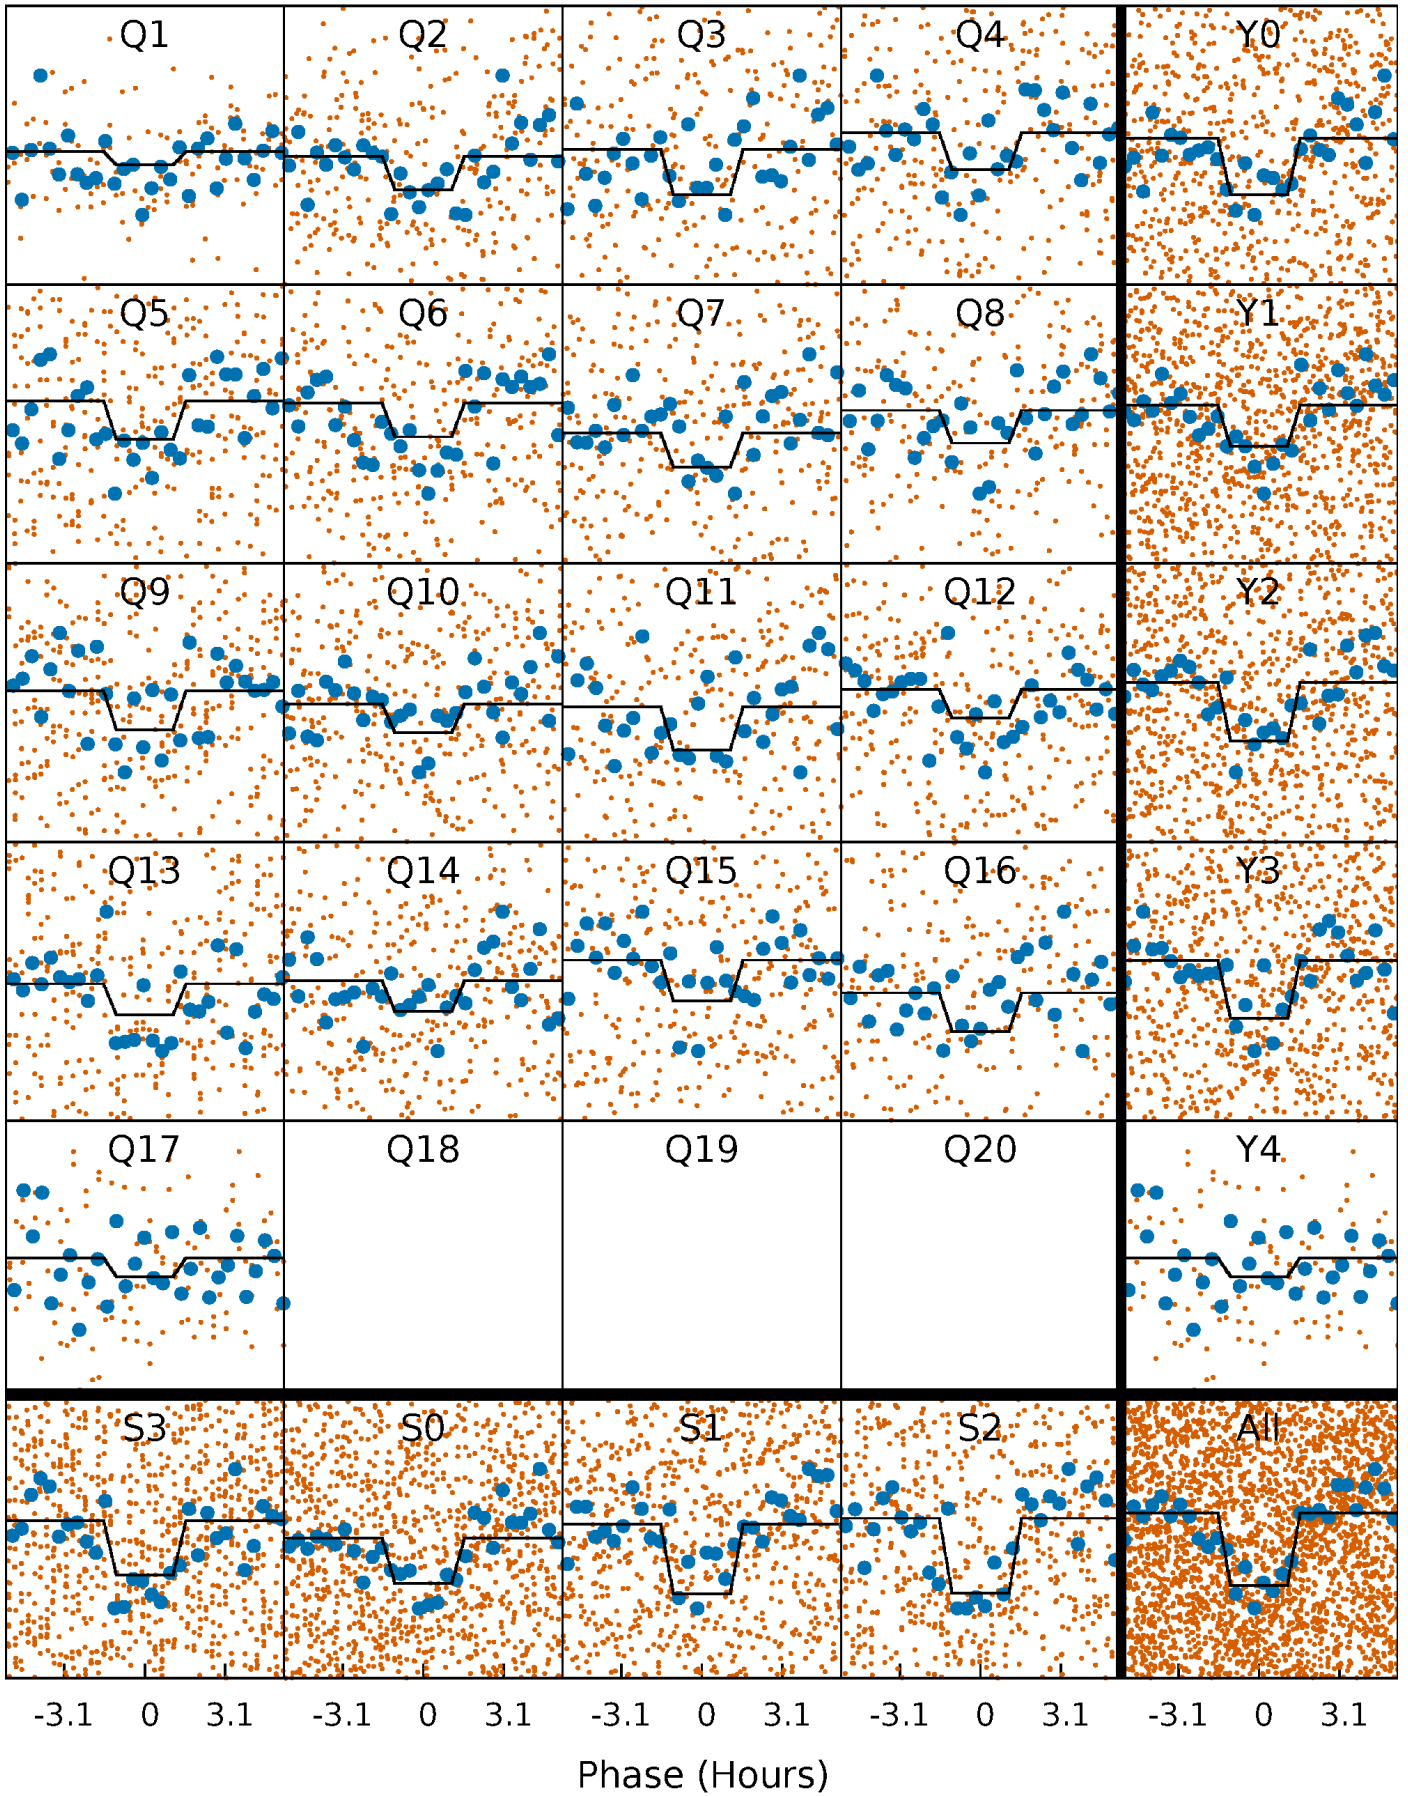 Q1 Q2 Q3 Q4 Y0
Q5 Q6 Q7 Q8 Y1
Q9 Q10 Q11 Q12 Y2
Q13 Q14 Q15 Q16 Y3
Q17 Q18 Q19 Q20 Y4
S3 S0 S1 S2 All
-3.1 0 3.1 -3.1 0 3.1 -3.1 0 3.1 -3.1 0 3.1 -3.1 0 3.1
Phase (Hours)